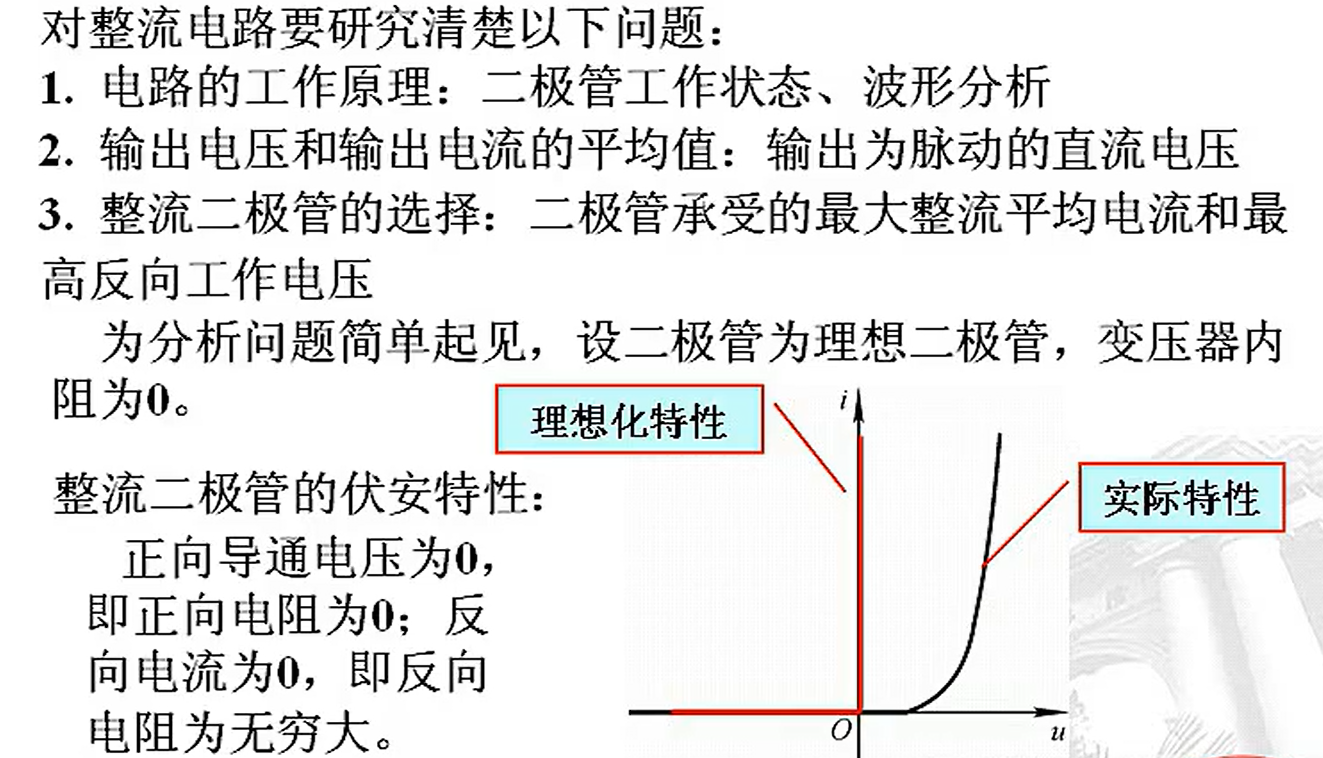 对整流电路要研究清楚以下问题：
1. 电路的工作原理：二极管工作状态、波形分析
2. 输出电压和输出电流的平均值：输出为脉动的直流电压
3. 整流二极管的选择：二极管承受的最大整流平均电流和最
高反向工作电压
为分析问题简单起见，设二极管为理想二极管，变压器内
阻为0。
理想化特性
i
实际特性
整流二极管的伏安特性：
正向导通电压为0，
即正向电阻为0；反
向电流为0，即反向
电阻为无穷大。
O
u